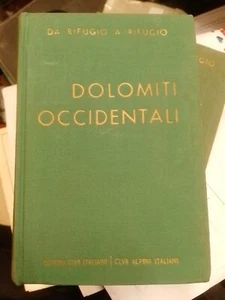 DA RIFUGIO A RIFUGIO
DOLOMITI
OCCIDENTALI
TOURING CLUB ITALIANO | CLUB ALPINO ITALIANO